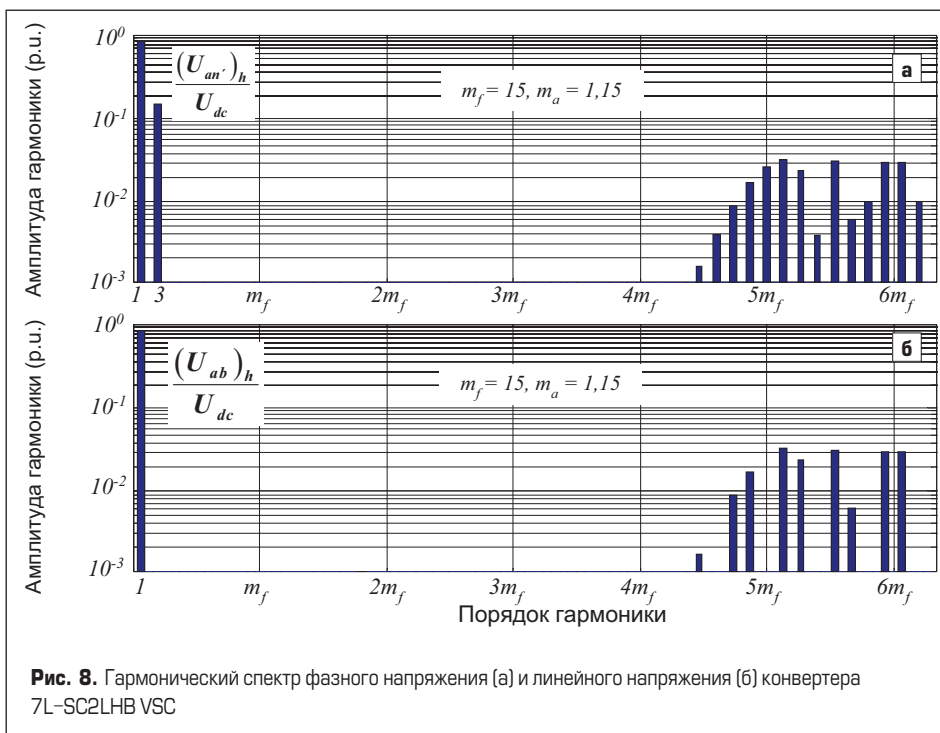 Амплитуда гармоники (p.u.)
10^0
10^-1
10^-2
10^-3
(U_an′)_h
U_dc
m_f = 15, m_a = 1,15
а
1 3 m_f 2m_f 3m_f 4m_f 5m_f 6m_f
Амплитуда гармоники (p.u.)
10^0
10^-1
10^-2
10^-3
(U_ab)_h
U_dc
m_f = 15, m_a = 1,15
б
1 m_f 2m_f 3m_f 4m_f 5m_f 6m_f
Порядок гармоники
Рис. 8. Гармонический спектр фазного напряжения (а) и линейного напряжения (б) конвертера
7L–SC2LHB VSC